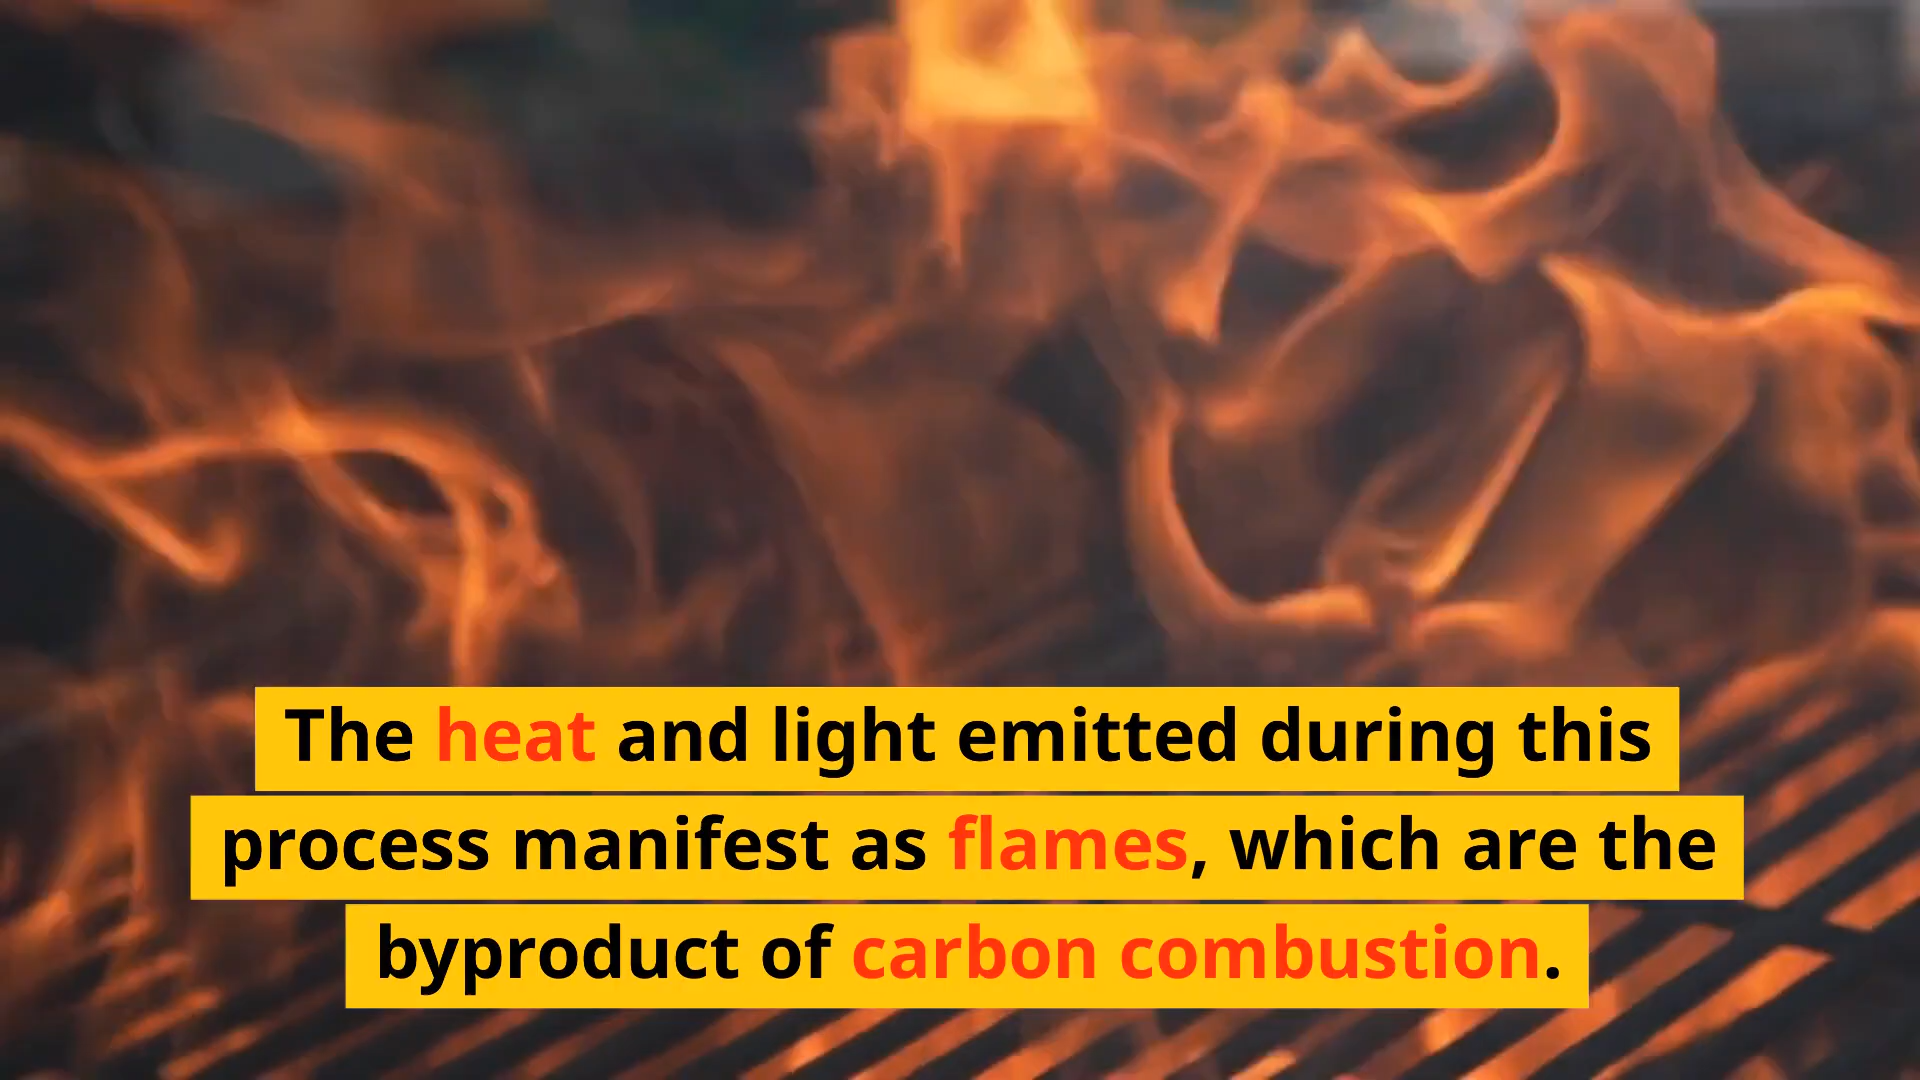 The heat and light emitted during this
process manifest as flames, which are the
byproduct of carbon combustion.